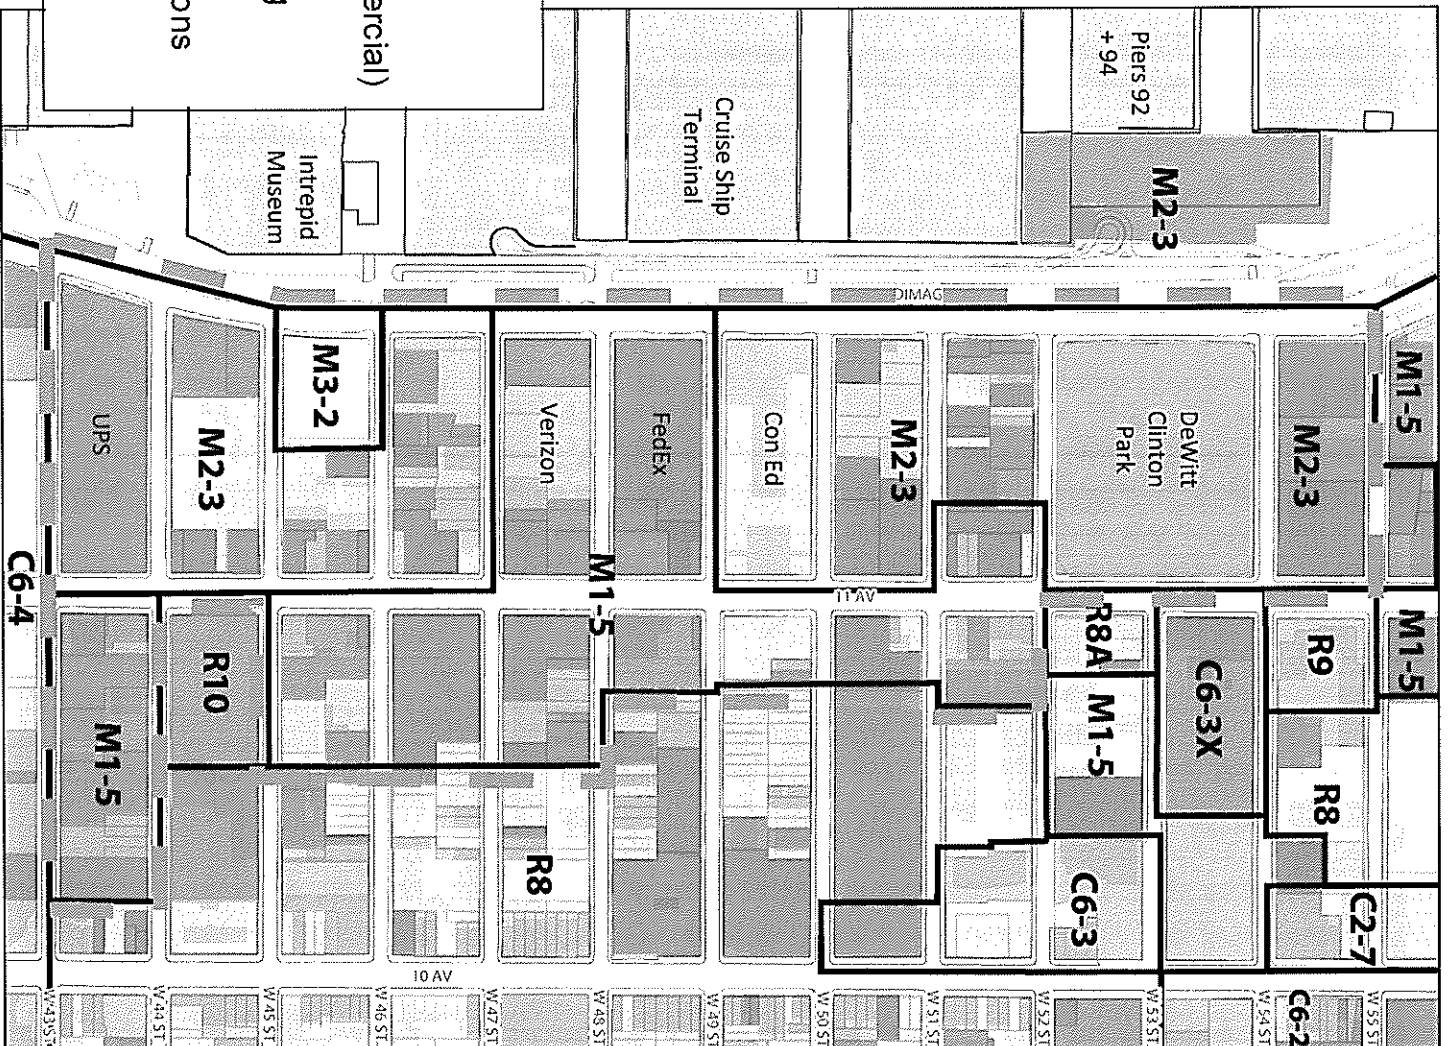 ercial)
g
ons
Piers 92
+ 94
Cruise Ship
Terminal
Intrepid
Museum
M2-3
DIMAG
M1-5
M2-3
DeWitt
Clinton
Park
M2-3
Con Ed
FedEx
Verizon
M3-2
M2-3
UPS
M1-5
11 AV
M1-5
R9
C6-3X
R8A
M1-5
R8
C2-7
C6-3
R8
R10
M1-5
C6-4
10 AV
C6-2
W 55 ST
W 54 ST
W 53 ST
W 52 ST
W 51 ST
W 50 ST
W 49 ST
W 48 ST
W 47 ST
W 46 ST
W 45 ST
W 44 ST
W 43 ST